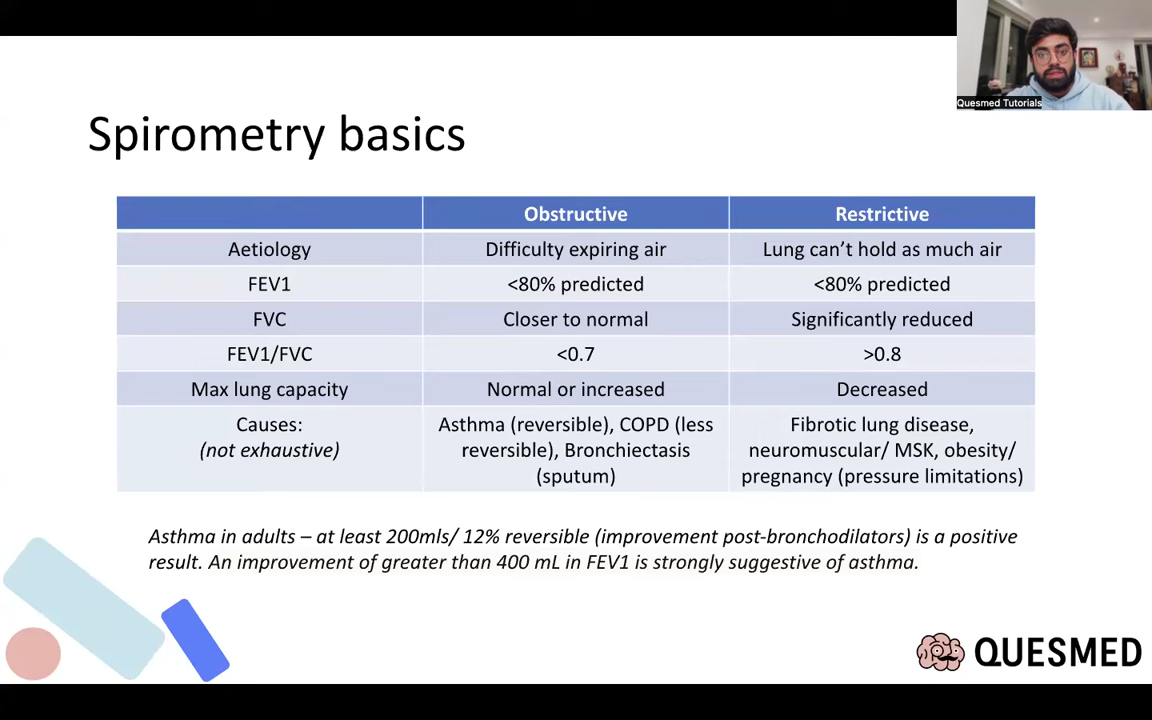 Quesmed Tutorials
Spirometry basics
Obstructive Restrictive
Aetiology Difficulty expiring air Lung can’t hold as much air
FEV1 <80% predicted <80% predicted
FVC Closer to normal Significantly reduced
FEV1/FVC <0.7 >0.8
Max lung capacity Normal or increased Decreased
Causes: Asthma (reversible), COPD (less Fibrotic lung disease,
(not exhaustive) reversible), Bronchiectasis neuromuscular/ MSK, obesity/
(sputum) pregnancy (pressure limitations)
Asthma in adults – at least 200mls/ 12% reversible (improvement post-bronchodilators) is a positive
result. An improvement of greater than 400 mL in FEV1 is strongly suggestive of asthma.
QUESMED